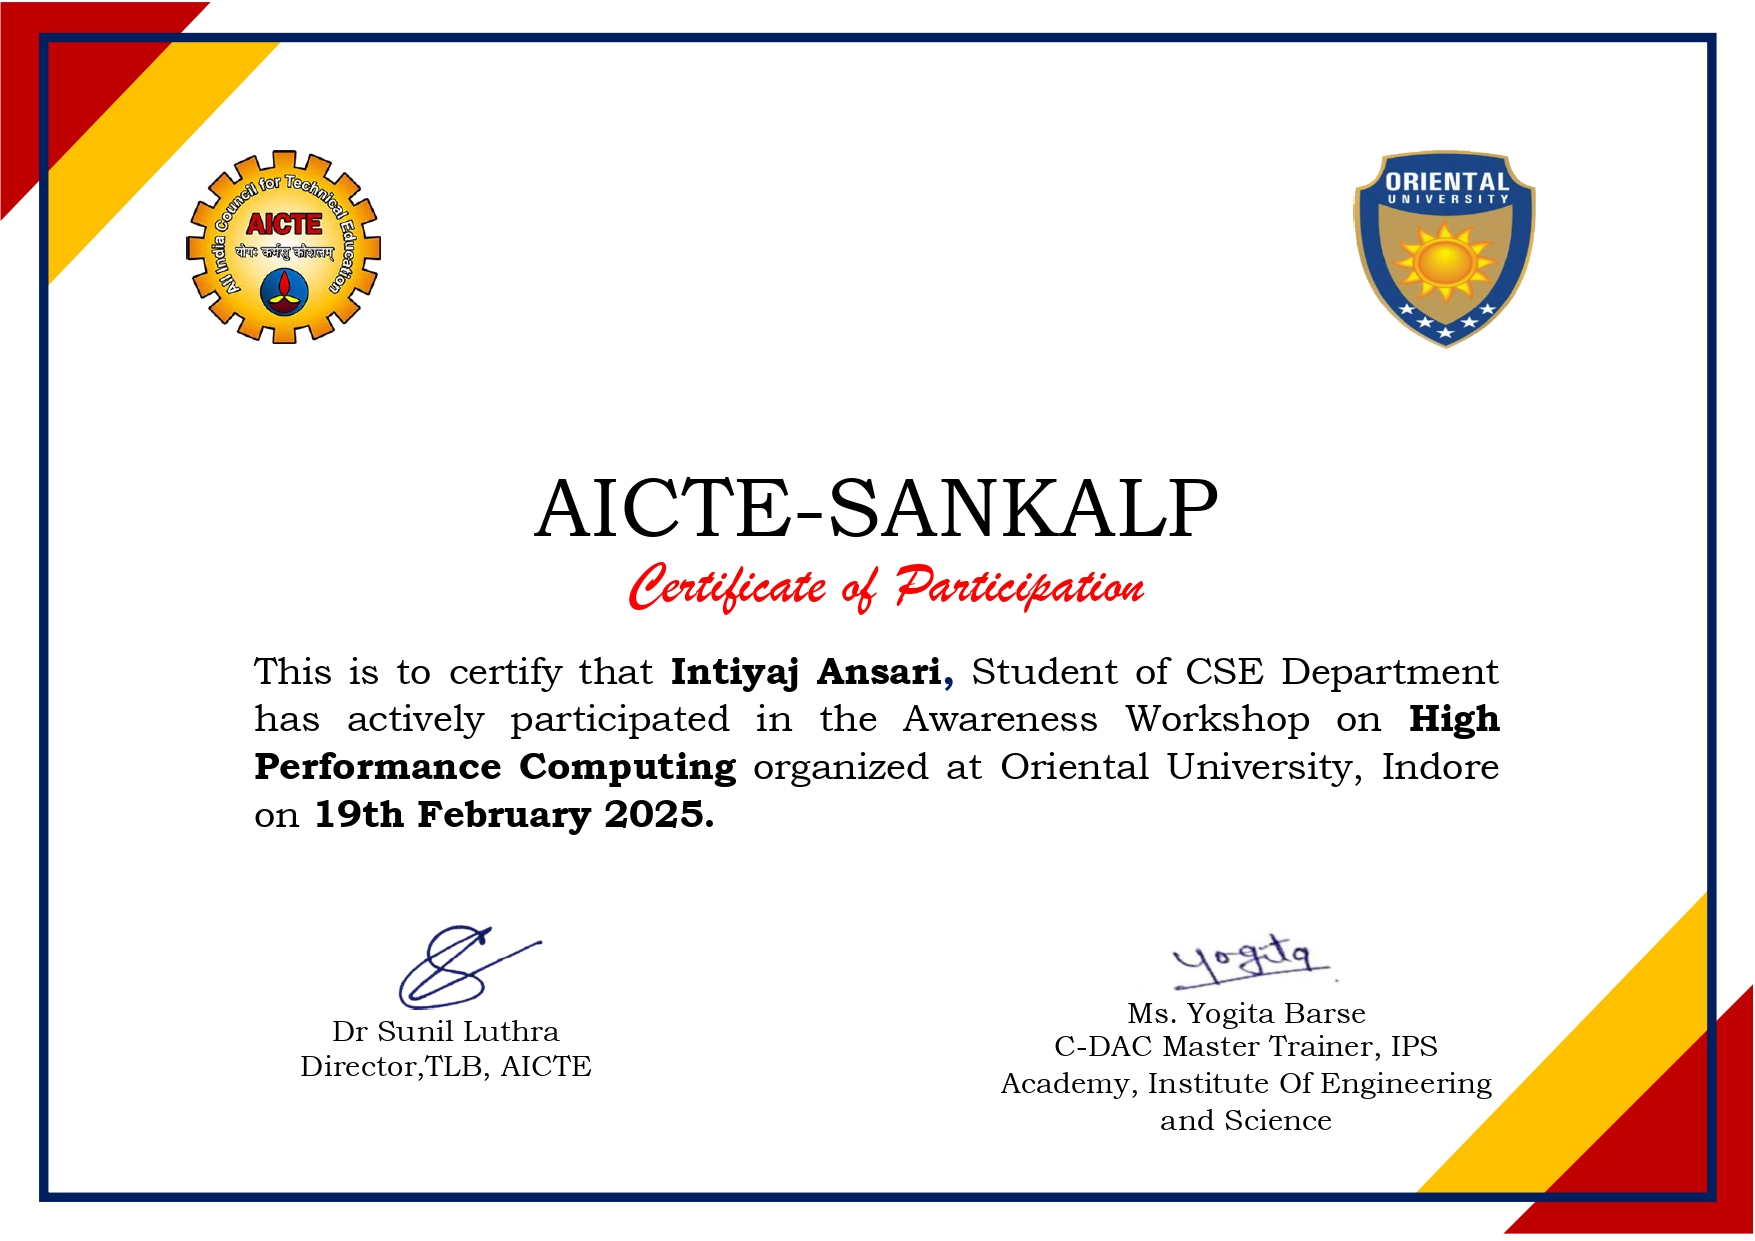 All India Council for Technical Education
AICTE
योगः कर्मसु कौशलम्
ORIENTAL
UNIVERSITY
AICTE-SANKALP
Certificate of Participation
This is to certify that Intiyaj Ansari, Student of CSE Department
has actively participated in the Awareness Workshop on High
Performance Computing organized at Oriental University, Indore
on 19th February 2025.
Yogita
Dr Sunil Luthra
Director,TLB, AICTE
Ms. Yogita Barse
C-DAC Master Trainer, IPS
Academy, Institute Of Engineering
and Science